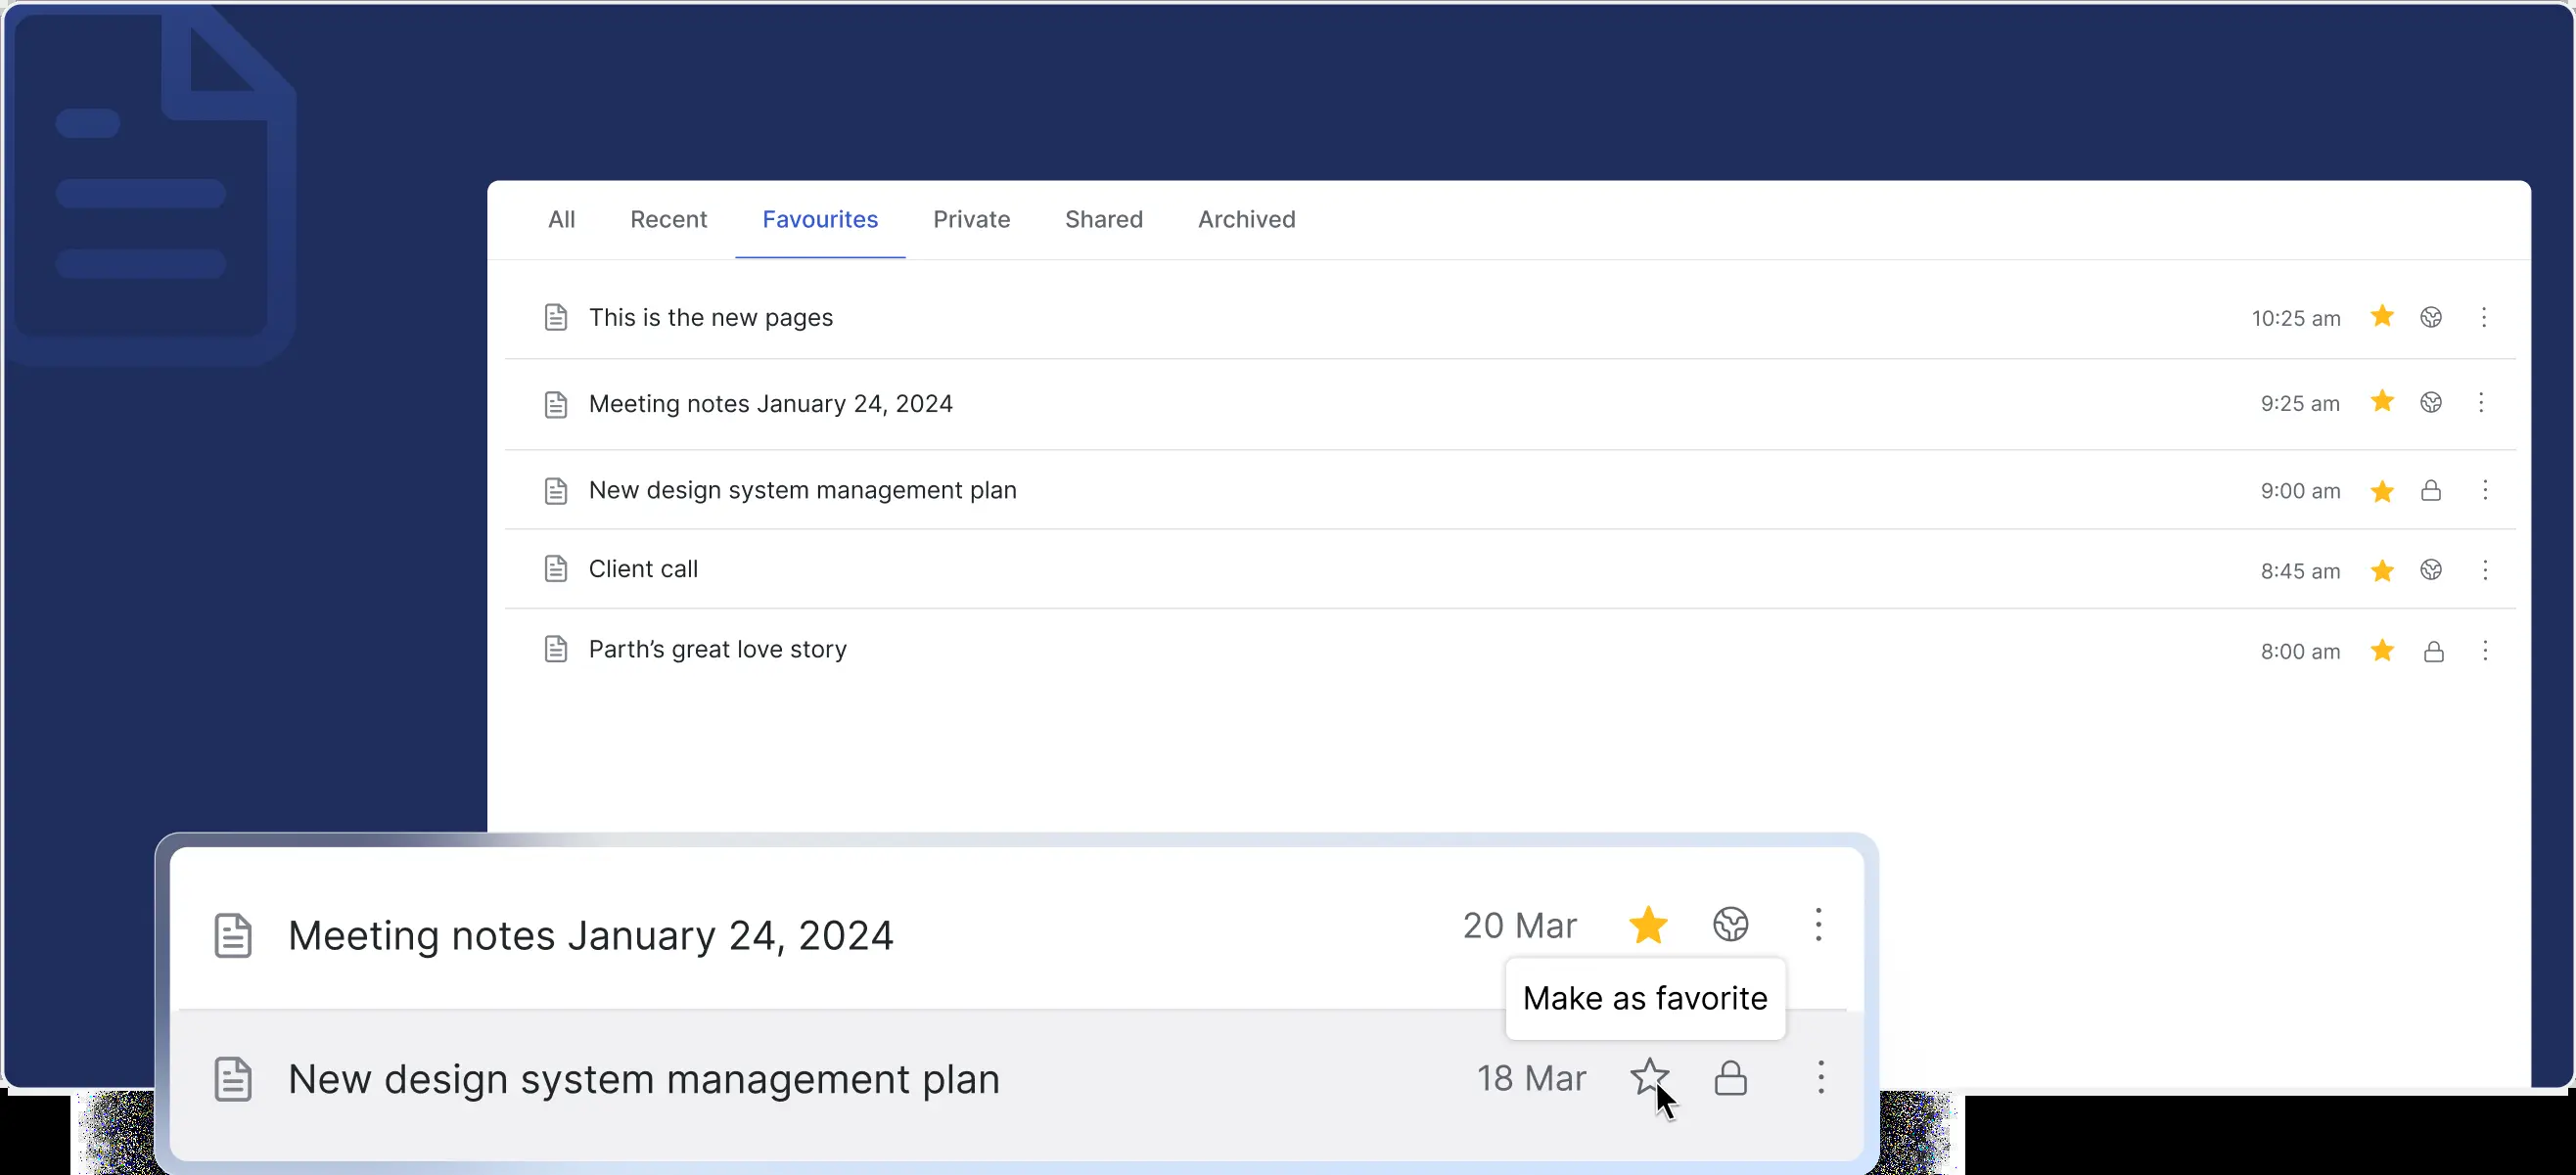 All Recent Favourites Private Shared Archived
This is the new pages 10:25 am
Meeting notes January 24, 2024 9:25 am
New design system management plan 9:00 am
Client call 8:45 am
Parth’s great love story 8:00 am
Meeting notes January 24, 2024 20 Mar
Make as favorite
New design system management plan 18 Mar